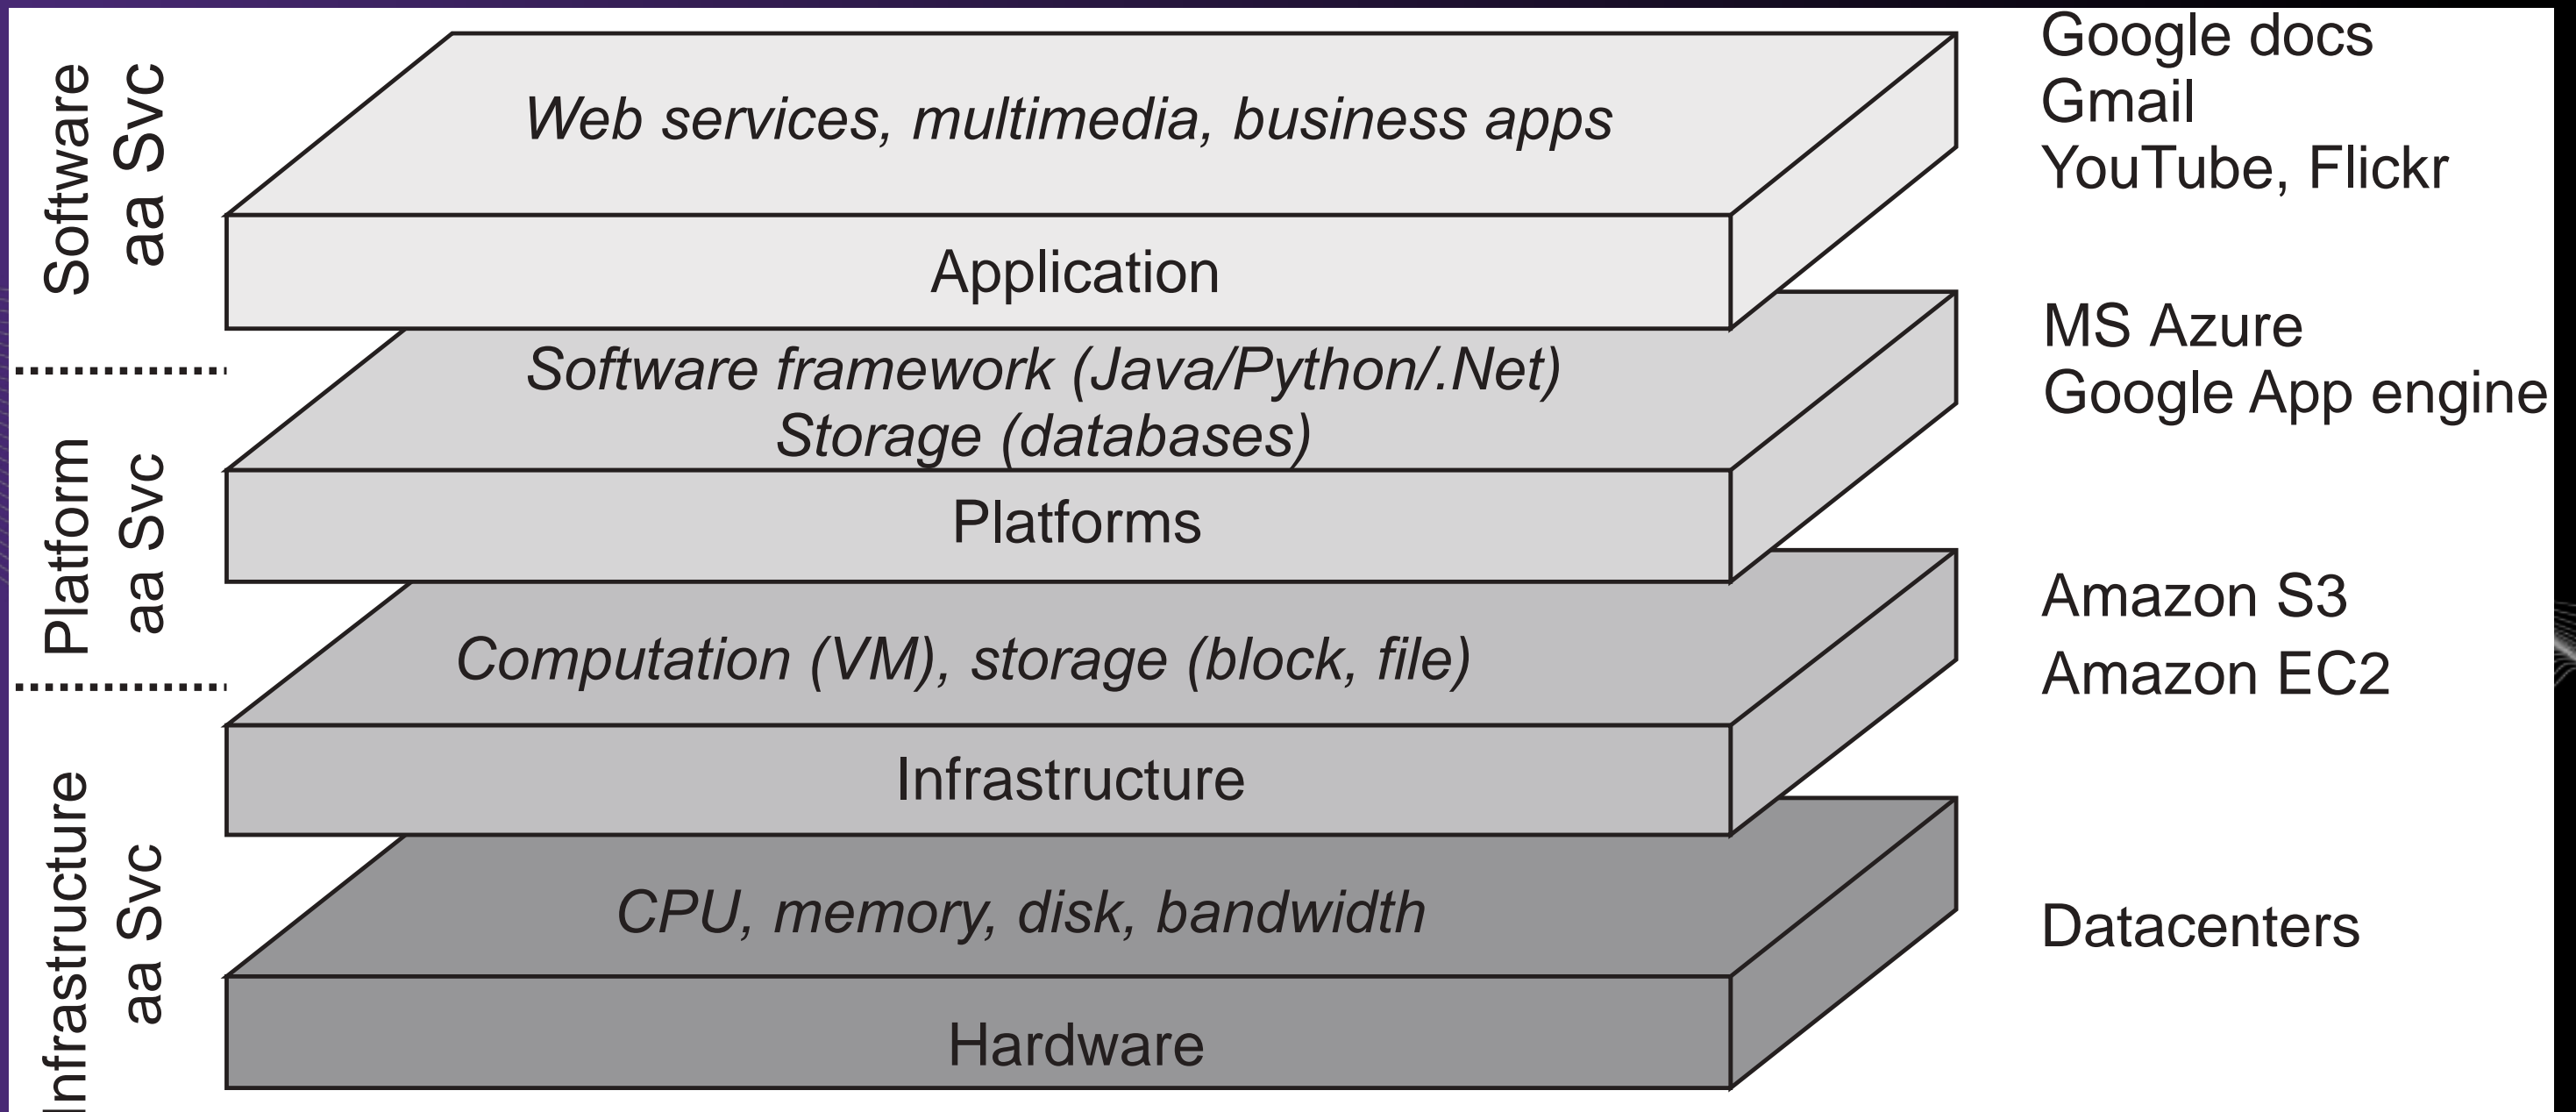 Software
aa Svc
Web services, multimedia, business apps
Application
Google docs
Gmail
YouTube, Flickr
Platform
aa Svc
Software framework (Java/Python/.Net)
Storage (databases)
Platforms
MS Azure
Google App engine
Infrastructure
aa Svc
Computation (VM), storage (block, file)
Infrastructure
Amazon S3
Amazon EC2
CPU, memory, disk, bandwidth
Hardware
Datacenters